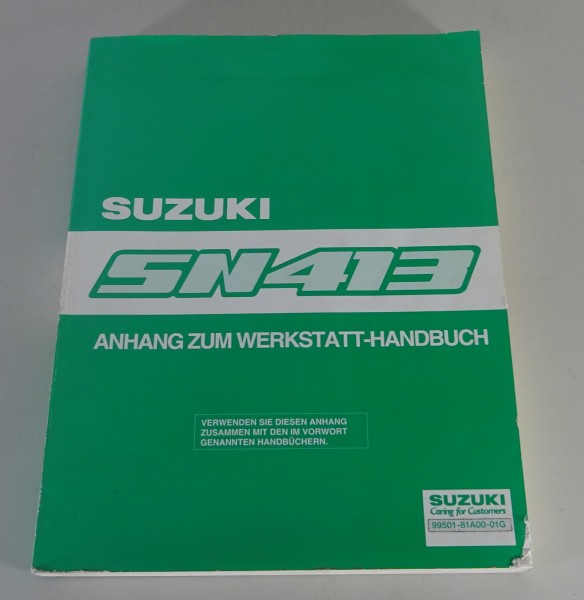 SUZUKI
SN413
ANHANG ZUM WERKSTATT-HANDBUCH
VERWENDEN SIE DIESEN ANHANG
ZUSAMMEN MIT DEN IM VORWORT
GENANNTEN HANDBÜCHERN.
SUZUKI
Caring for Customers
99501-81A00-01G